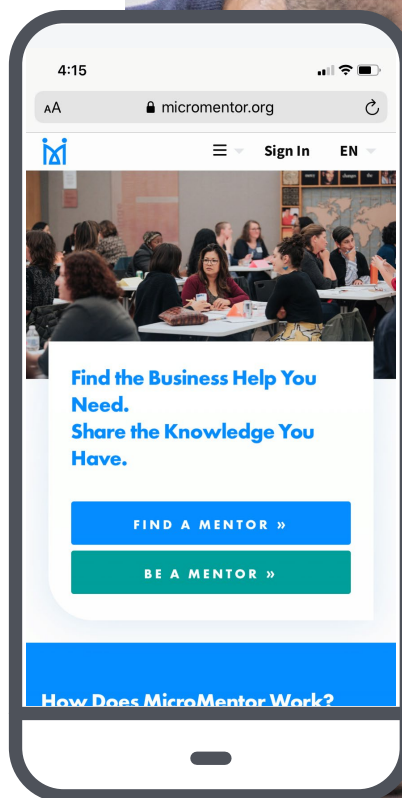 4:15
AA micromentor.org
Sign In EN
Find the Business Help You
Need.
Share the Knowledge You
Have.
FIND A MENTOR »
BE A MENTOR »
How Does MicroMentor Work?